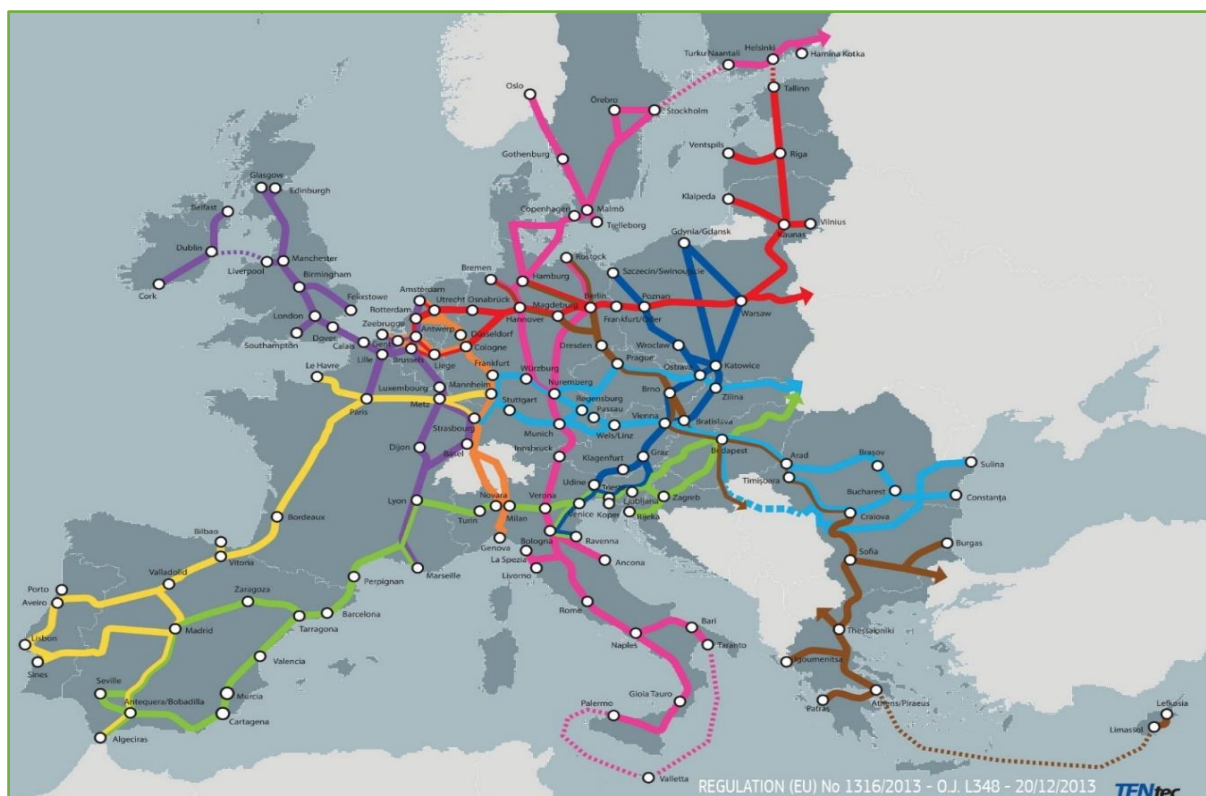 Turku Naantali
Helsinki
Hamina Kotka
Oslo
Örebro
Stockholm
Tallinn
Ventspils
Riga
Gothenburg
Glasgow
Edinburgh
Klaipeda
Belfast
Copenhagen
Malmö
Trelleborg
Vilnius
Kaunas
Dublin
Gdynia/Gdansk
Liverpool
Manchester
Rostock
Bremen
Hamburg
Szczecin/Swinoujscie
Cork
Birmingham
Felixstowe
Amsterdam
Utrecht
Osnabrück
Magdeburg
Berlin
Poznan
Rotterdam
London
Zeebrugge
Hannover
Frankfurt/Oder
Warsaw
Southampton
Dover
Calais
Gent
Antwerp
Düsseldorf
Cologne
Dresden
Wroclaw
Lille
Brussels
Liege
Frankfurt
Prague
Ostrava
Katowice
Le Havre
Würzburg
Luxembourg
Mannheim
Nuremberg
Brno
Zilina
Paris
Metz
Stuttgart
Regensburg
Passau
Vienna
Bratislava
Strasbourg
Munich
Wels/Linz
Dijon
Basel
Innsbruck
Budapest
Graz
Klagenfurt
Arad
Braşov
Sulina
Udine
Timişoara
Bucharest
Constanţa
Lyon
Novara
Verona
Trieste
Ljubljana
Zagreb
Turin
Milan
Venice
Koper
Rijeka
Craiova
Bordeaux
Genova
Bologna
Ravenna
Bilbao
La Spezia
Sofia
Burgas
Vitoria
Marseille
Livorno
Ancona
Porto
Valladolid
Perpignan
Aveiro
Zaragoza
Barcelona
Rome
Lisbon
Madrid
Tarragona
Bari
Thessaloniki
Naples
Taranto
Sines
Valencia
Igoumenitsa
Seville
Murcia
Gioia Tauro
Patras
Athens/Piraeus
Lefkosia
Antequera/Bobadilla
Cartagena
Palermo
Limassol
Algeciras
Valletta
REGULATION (EU) No 1316/2013 - O.J. L348 - 20/12/2013
TENtec